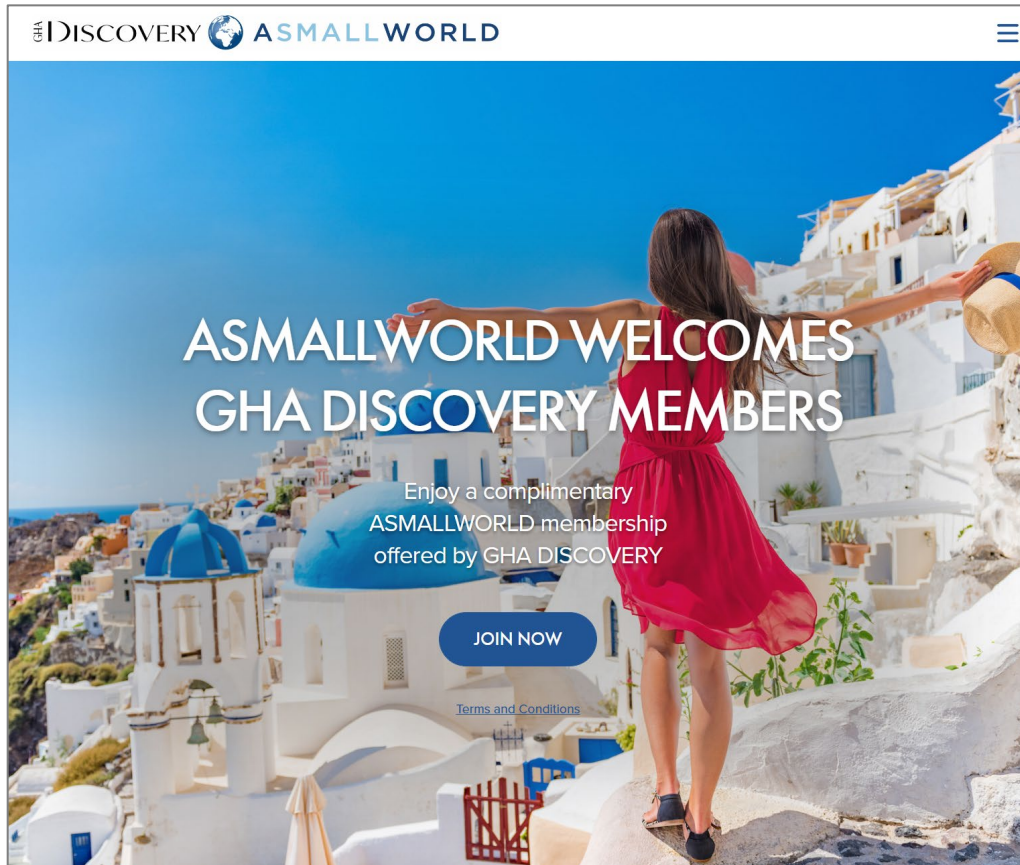 GHA DISCOVERY ASMALLWORLD
ASMALLWORLD WELCOMES
GHA DISCOVERY MEMBERS
Enjoy a complimentary
ASMALLWORLD membership
offered by GHA DISCOVERY
JOIN NOW
Terms and Conditions